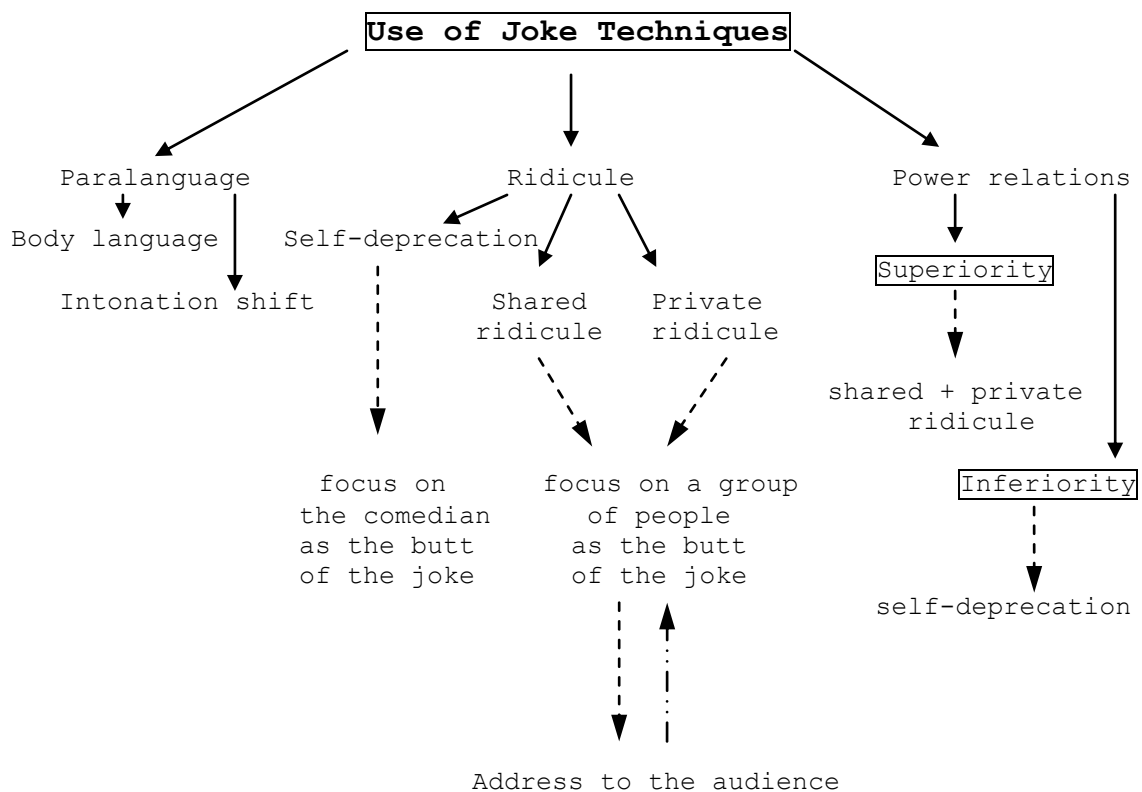 Use of Joke Techniques
Paralanguage
Ridicule
Power relations
Body language
Self-deprecation
Superiority
Intonation shift
Shared
ridicule
Private
ridicule
shared + private
ridicule
focus on
the comedian
as the butt
of the joke
focus on a group
of people
as the butt
of the joke
Inferiority
self-deprecation
Address to the audience